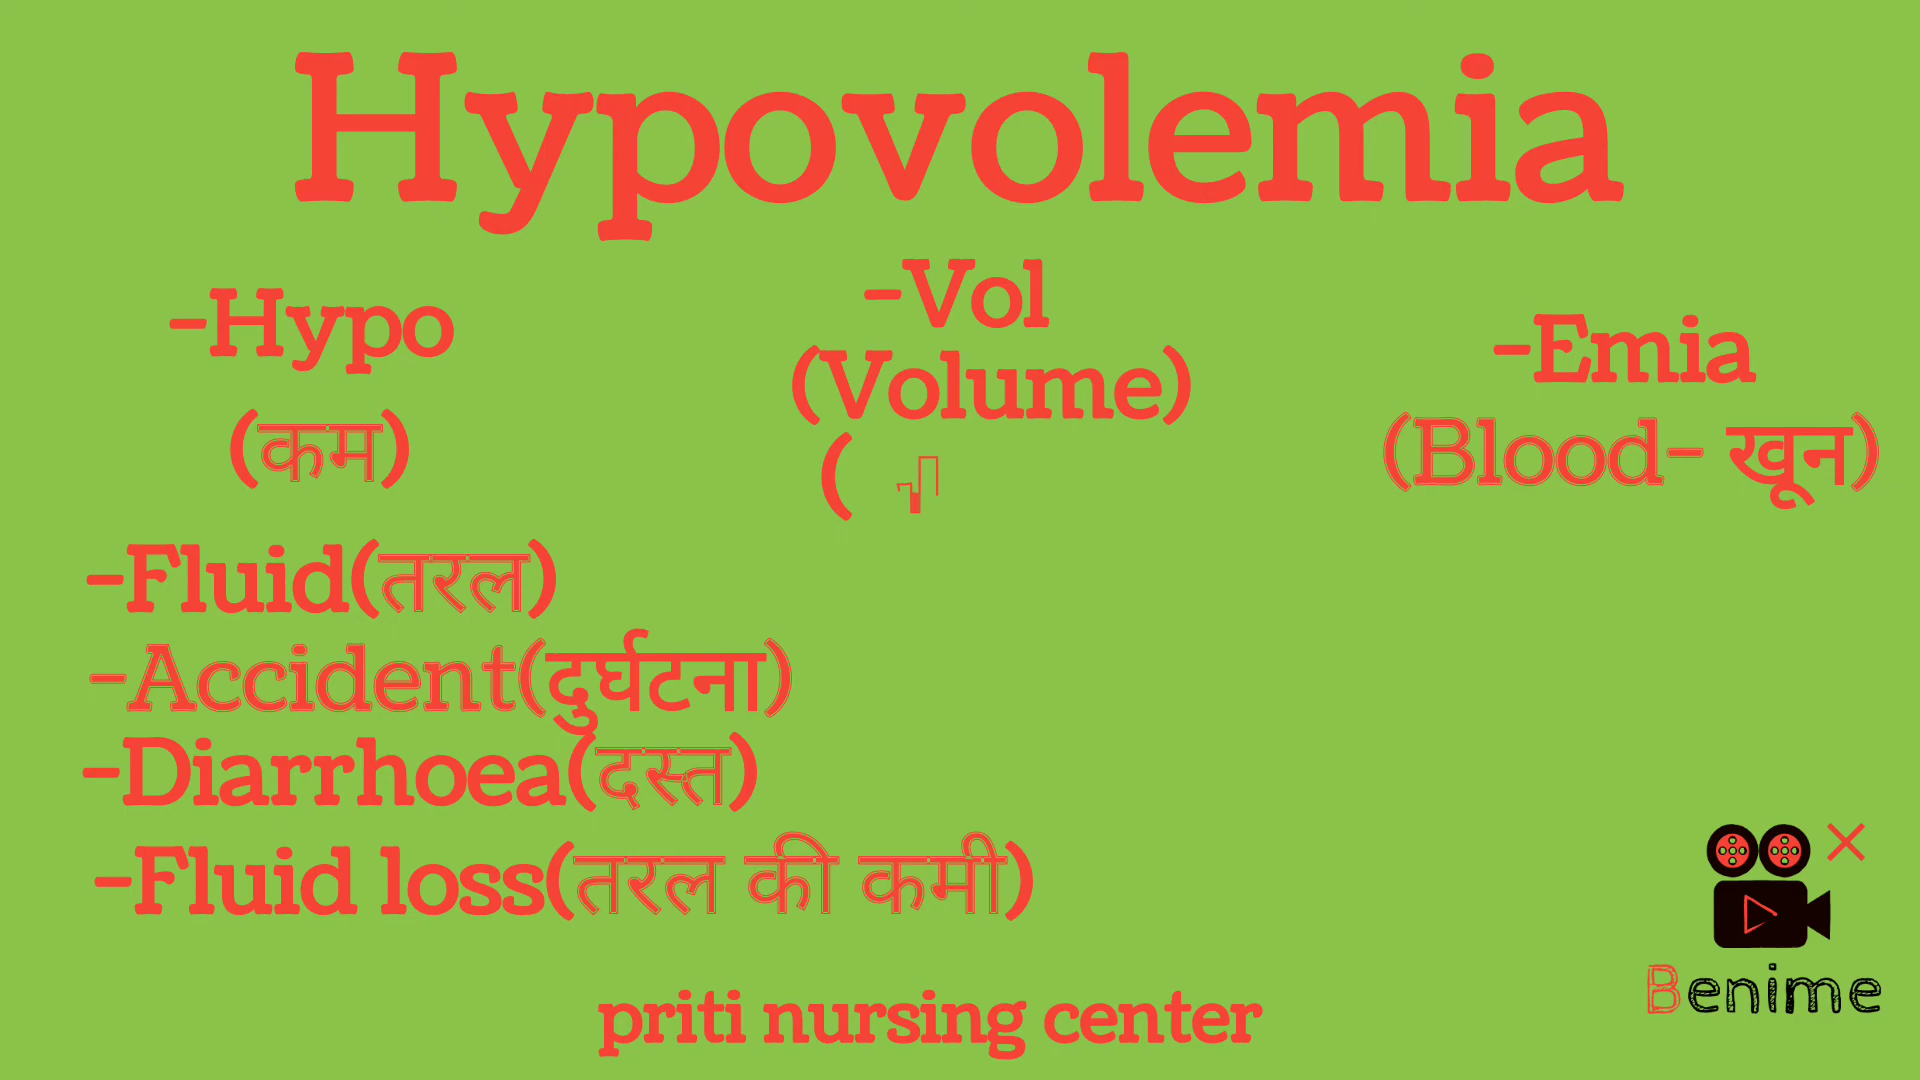 Hypovolemia
-Hypo
(कम)
-Vol
(Volume)
(
-Emia
(Blood- खून)
-Fluid(तरल)
-Accident(दुर्घटना)
-Diarrhoea(दस्त)
-Fluid loss(तरल की कमी)
priti nursing center
Benime